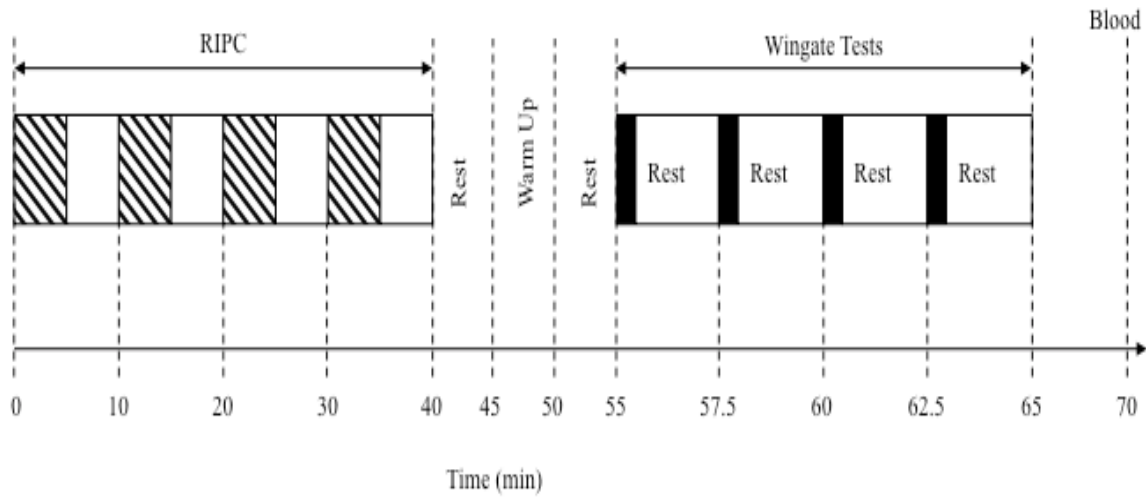 Blood
RIPC
Wingate Tests
Rest
Warm Up
Rest
Rest
Rest
Rest
Rest
0 10 20 30 40 45 50 55 57.5 60 62.5 65 70
Time (min)